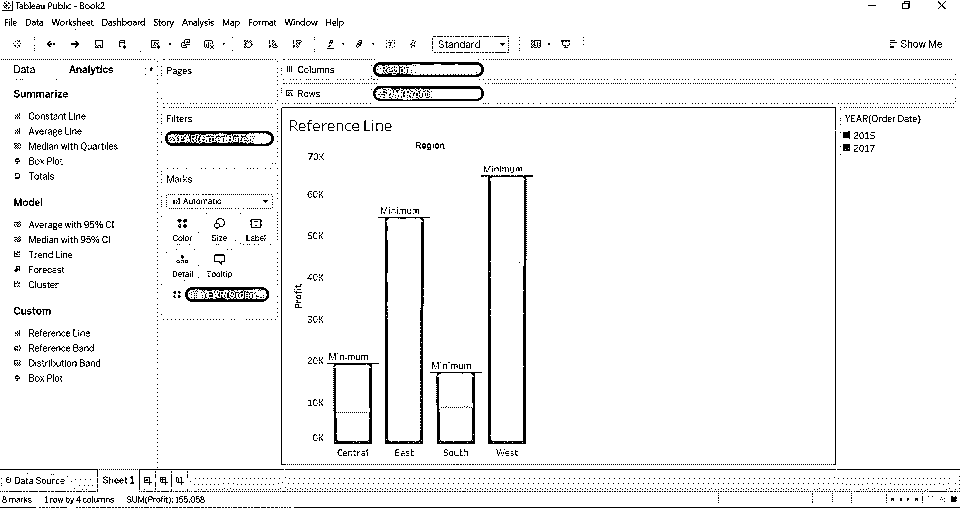 Tableau Public - Book2
File Data Worksheet Dashboard Story Analysis Map Format Window Help
Standard
Show Me
Data Analytics
Pages
Columns
Region
Rows
Summarize
Constant Line
Average Line
Median with Quartiles
Box Plot
Totals
Model
Average with 95% CI
Median with 95% CI
Trend Line
Forecast
Cluster
Custom
Reference Line
Reference Band
Distribution Band
Box Plot
Filters
Marks
Automatic
Color Size Label
Detail Tooltip
YEAR(Order
Reference Line
Region
70K
60K
50K
40K
30K
20K
10K
0K
Profit
Minimum
Minimum
Minimum
Minimum
Central East South West
YEAR(Order Date)
2015
2017
Data Source Sheet 1
8 marks 1 row by 4 columns SUM(Profit): 155,058